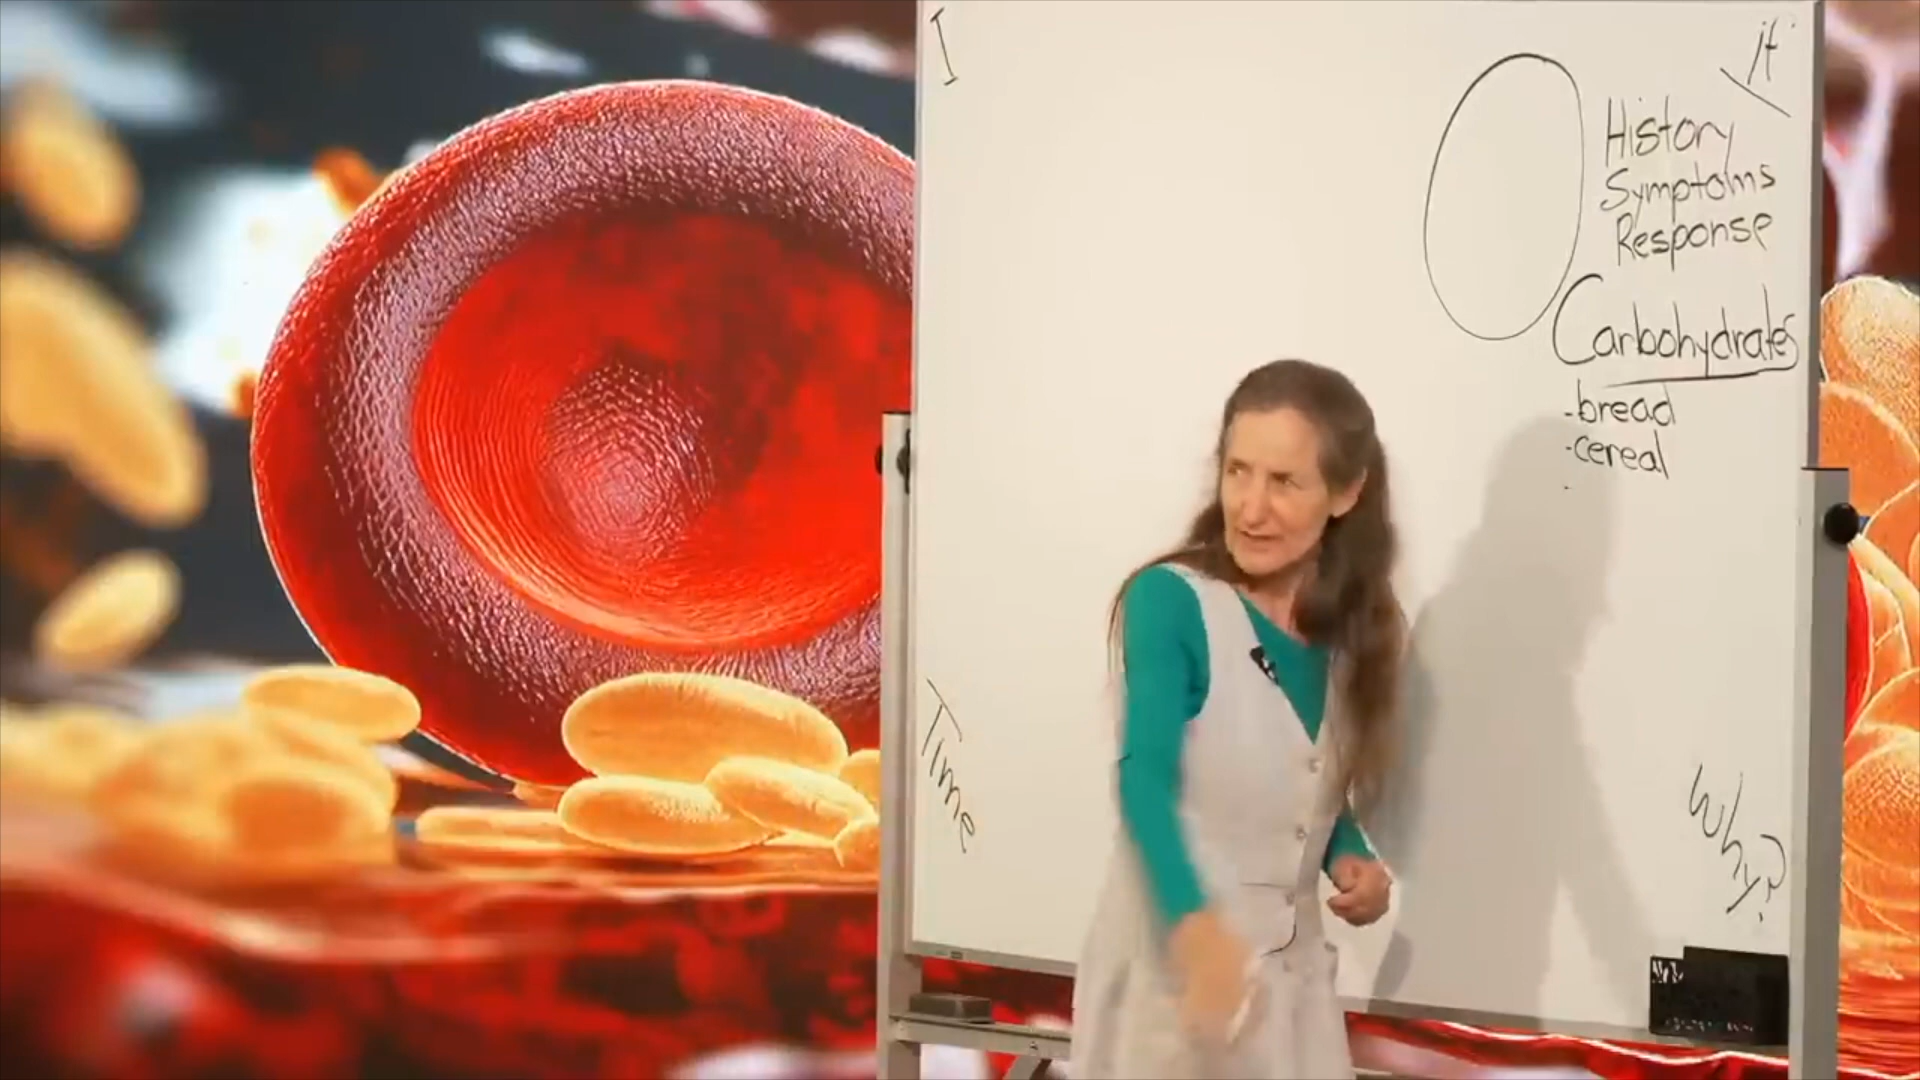 I
it
History
Symptoms
Response
Carbohydrates
-bread
-cereal
-
Time
Why?